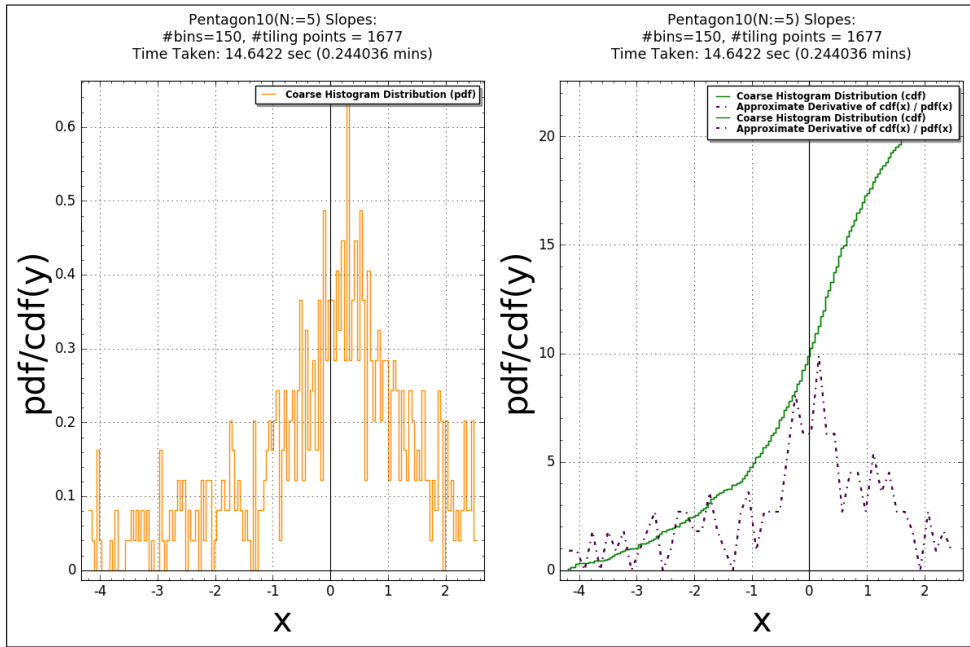 Pentagon10(N:=5) Slopes:
#bins=150, #tiling points = 1677
Time Taken: 14.6422 sec (0.244036 mins)
Coarse Histogram Distribution (pdf)
0.6
0.5
0.4
0.3
0.2
0.1
0
-4 -3 -2 -1 0 1 2
pdf/cdf(y)
x
Pentagon10(N:=5) Slopes:
#bins=150, #tiling points = 1677
Time Taken: 14.6422 sec (0.244036 mins)
Coarse Histogram Distribution (cdf)
Approximate Derivative of cdf(x) / pdf(x)
Coarse Histogram Distribution (cdf)
Approximate Derivative of cdf(x) / pdf(x)
20
15
10
5
0
-4 -3 -2 -1 0 1 2
pdf/cdf(y)
x